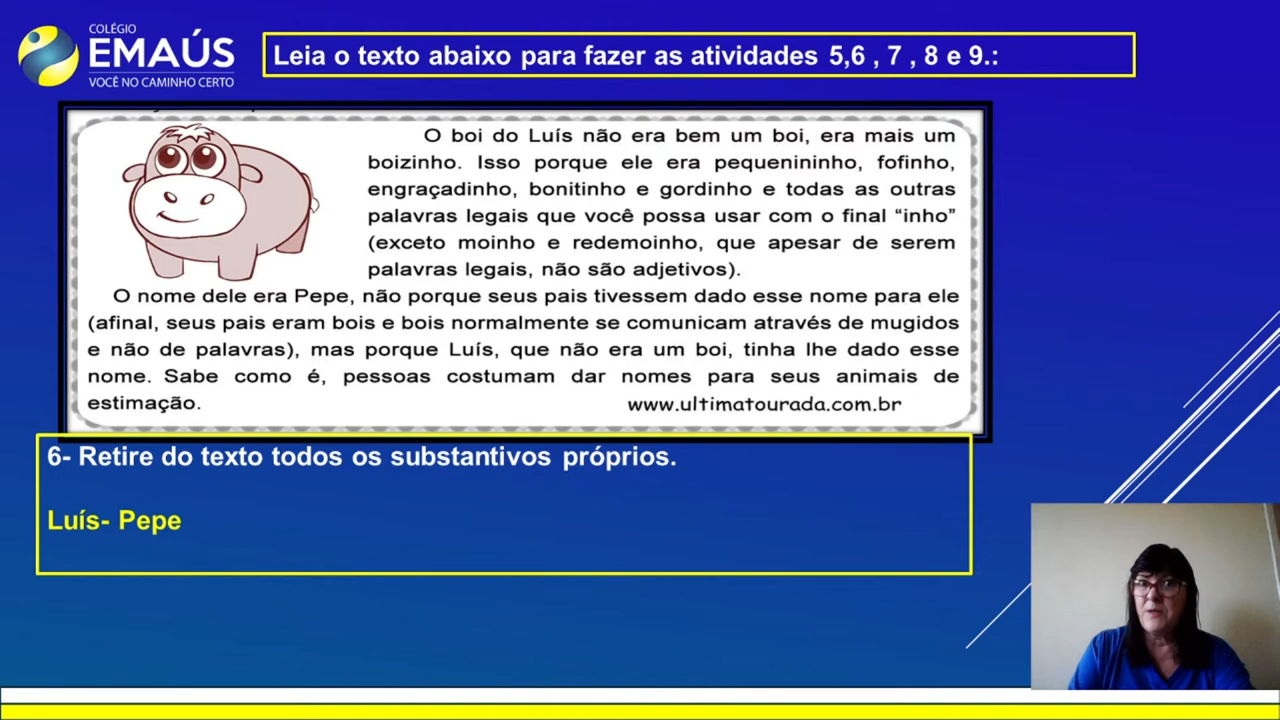 COLÉGIO
EMAÚS
VOCÊ NO CAMINHO CERTO
Leia o texto abaixo para fazer as atividades 5,6 , 7 , 8 e 9.:
O boi do Luís não era bem um boi, era mais um
boizinho. Isso porque ele era pequenininho, fofinho,
engraçadinho, bonitinho e gordinho e todas as outras
palavras legais que você possa usar com o final “inho”
(exceto moinho e redemoinho, que apesar de serem
palavras legais, não são adjetivos).
O nome dele era Pepe, não porque seus pais tivessem dado esse nome para ele
(afinal, seus pais eram bois e bois normalmente se comunicam através de mugidos
e não de palavras), mas porque Luís, que não era um boi, tinha lhe dado esse
nome. Sabe como é, pessoas costumam dar nomes para seus animais de
estimação.
www.ultimatourada.com.br
6- Retire do texto todos os substantivos próprios.
Luís- Pepe